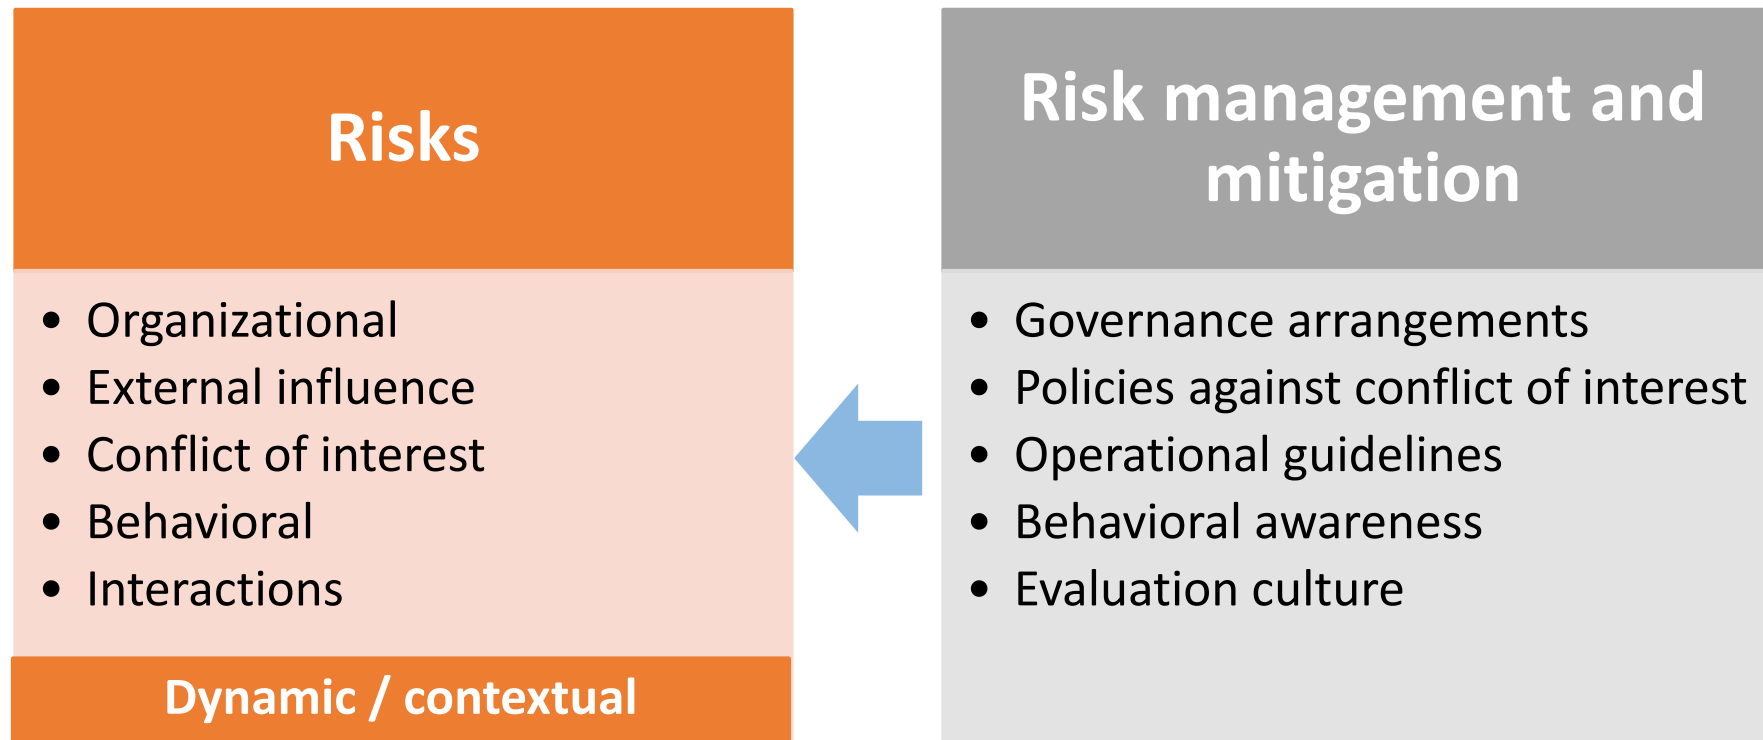 Risks
• Organizational
• External influence
• Conflict of interest
• Behavioral
• Interactions
Dynamic / contextual
Risk management and
mitigation
• Governance arrangements
• Policies against conflict of interest
• Operational guidelines
• Behavioral awareness
• Evaluation culture